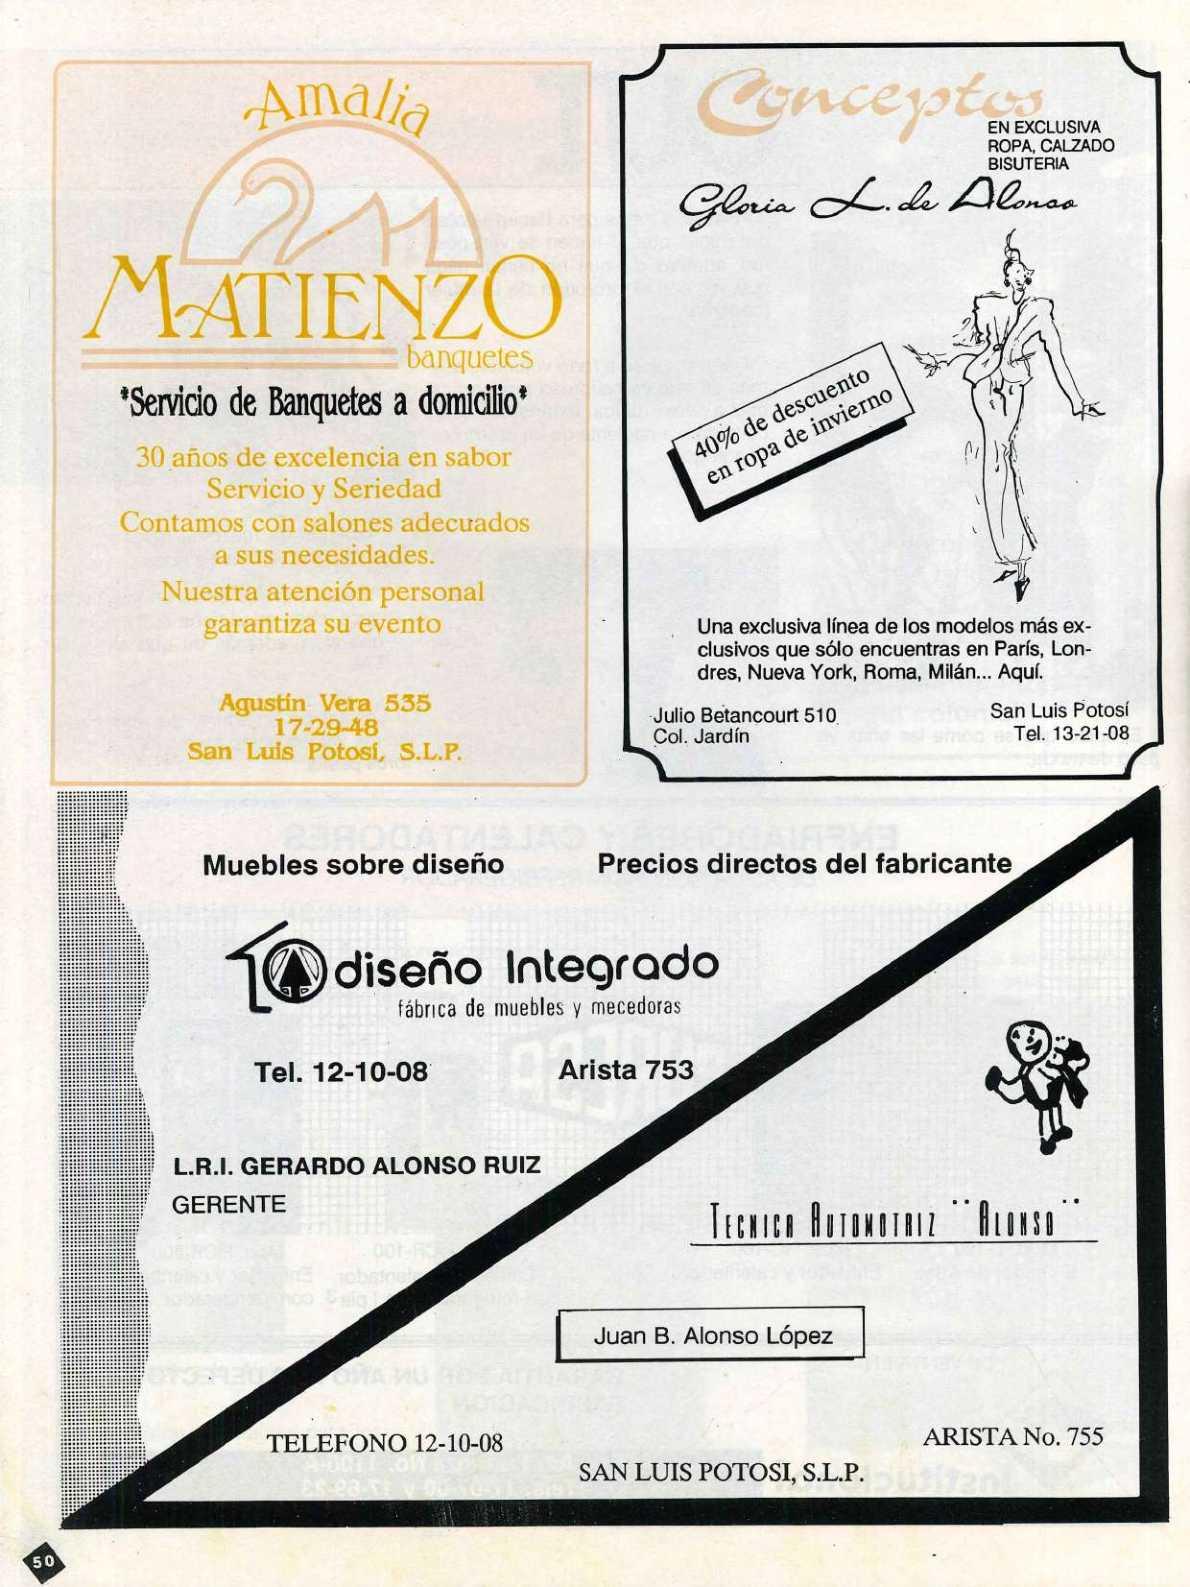 Amalia
MATIENZO
banquetes
*Servicio de Banquetes a domicilio*
30 años de excelencia en sabor
Servicio y Seriedad
Contamos con salones adecuados
a sus necesidades.
Nuestra atención personal
garantiza su evento
Agustín Vera 535
17-29-48
San Luis Potosí, S.L.P.
Conceptos
EN EXCLUSIVA
ROPA, CALZADO
BISUTERIA
Gloria L. de Alonso
40% de descuento
en ropa de invierno
Una exclusiva línea de los modelos más ex-
clusivos que sólo encuentras en París, Lon-
dres, Nueva York, Roma, Milán... Aquí.
Julio Betancourt 510
Col. Jardín
San Luis Potosí
Tel. 13-21-08
Muebles sobre diseño
Precios directos del fabricante
diseño Integrado
fábrica de muebles y mecedoras
Tel. 12-10-08
Arista 753
L.R.I. GERARDO ALONSO RUIZ
GERENTE
TECNICA AUTOMOTRIZ ¨ALONSO¨
Juan B. Alonso López
TELEFONO 12-10-08
ARISTA No. 755
SAN LUIS POTOSI, S.L.P.
50